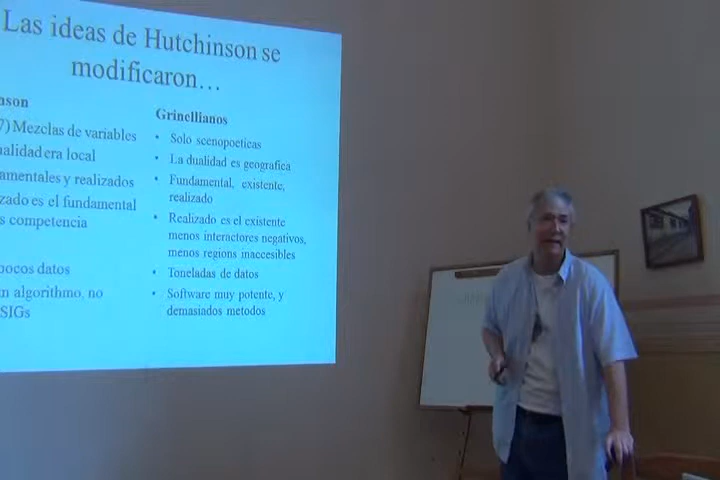 Las ideas de Hutchinson se
modificaron…
nson
7) Mezclas de variables
ualidad era local
amentales y realizados
zado es el fundamental
s competencia
pocos datos
n algorithmo, no
SIGs
Grinellianos
• Solo scenopoeticas
• La dualidad es geografica
• Fundamental, existente,
realizado
• Realizado es el existente
menos interactores negativos,
menos regions inaccesibles
• Toneladas de datos
• Software muy potente, y
demasiados metodos